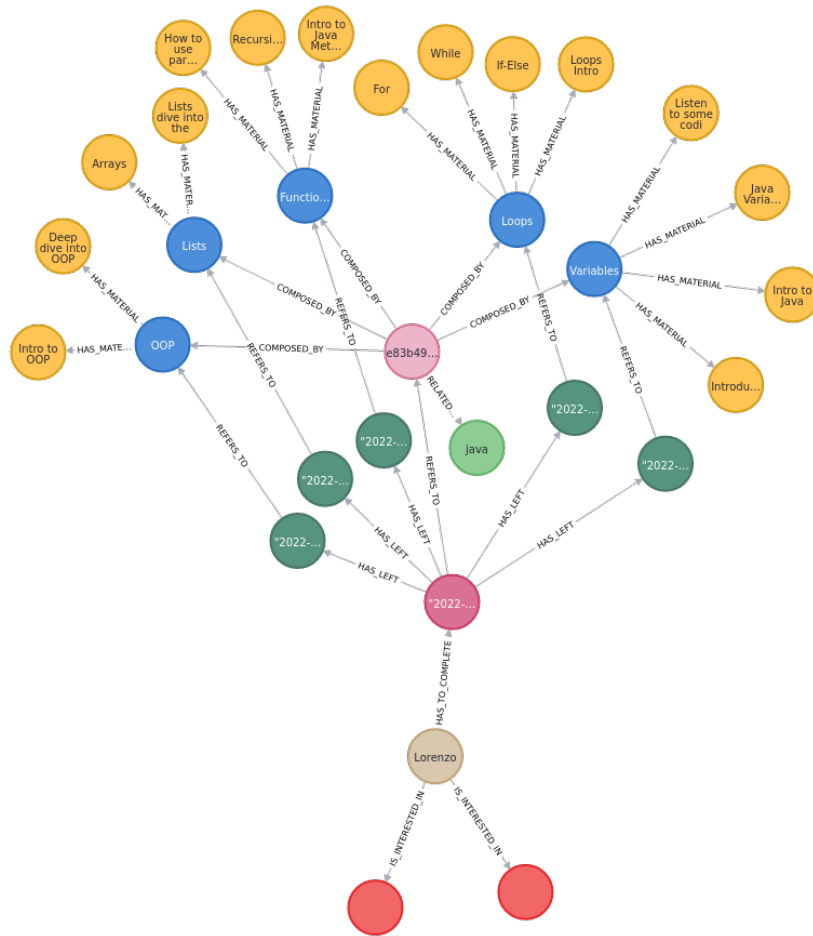 How to
use
par...
Recursi...
Intro to
Java
Met...
For
While
If-Else
Loops
Intro
Lists
dive into
the
Listen
to some
codi
Arrays
Java
Varia...
Deep
dive into
OOP
Intro to
Java
Intro to
OOP
Introdu...
HAS_MATERIAL
HAS_MATERIAL
HAS_MATERIAL
HAS_MATERIAL
HAS_MATERIAL
HAS_MATERIAL
HAS_MATERIAL
HAS_MATER...
HAS_MAT...
HAS_MATERIAL
HAS_MATE...
HAS_MATERIAL
HAS_MATERIAL
HAS_MATERIAL
HAS_MATERIAL
Functio...
Loops
Lists
Variables
OOP
COMPOSED_BY
COMPOSED_BY
COMPOSED_BY
COMPOSED_BY
COMPOSED_BY
e83b49...
RELATED...
java
REFERS_TO
REFERS_TO
REFERS_TO
REFERS_TO
REFERS_TO
REFERS_TO
"2022-...
"2022-...
"2022-...
"2022-...
"2022-...
HAS_LEFT
HAS_LEFT
HAS_LEFT
HAS_LEFT
HAS_LEFT
"2022-...
HAS_TO_COMPLETE
Lorenzo
IS_INTERESTED_IN
IS_INTERESTED_IN